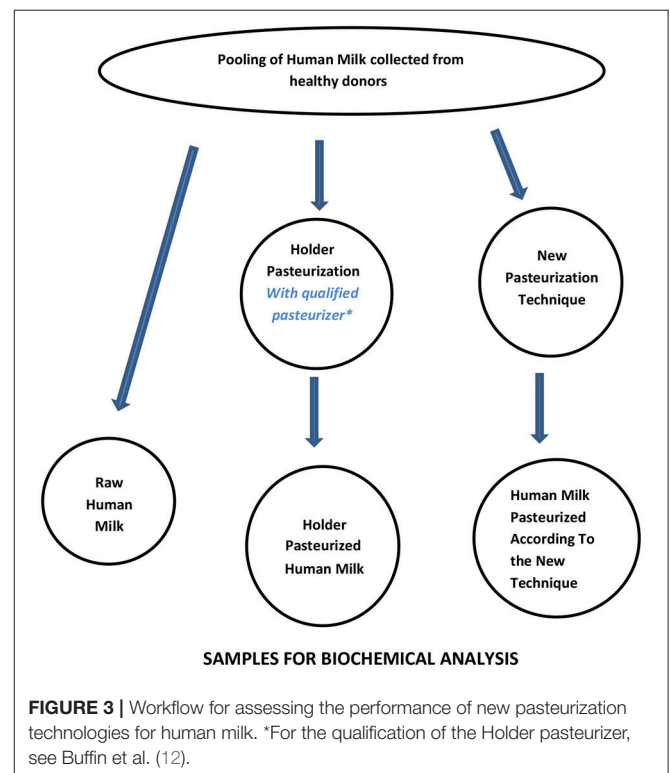 Pooling of Human Milk collected from
healthy donors
Holder
Pasteurization
With qualified
pasteurizer*
New
Pasteurization
Technique
Raw
Human
Milk
Holder
Pasteurized
Human Milk
Human Milk
Pasteurized
According To
the New
Technique
SAMPLES FOR BIOCHEMICAL ANALYSIS
FIGURE 3 | Workflow for assessing the performance of new pasteurization
technologies for human milk. *For the qualification of the Holder pasteurizer,
see Buffin et al. (12).